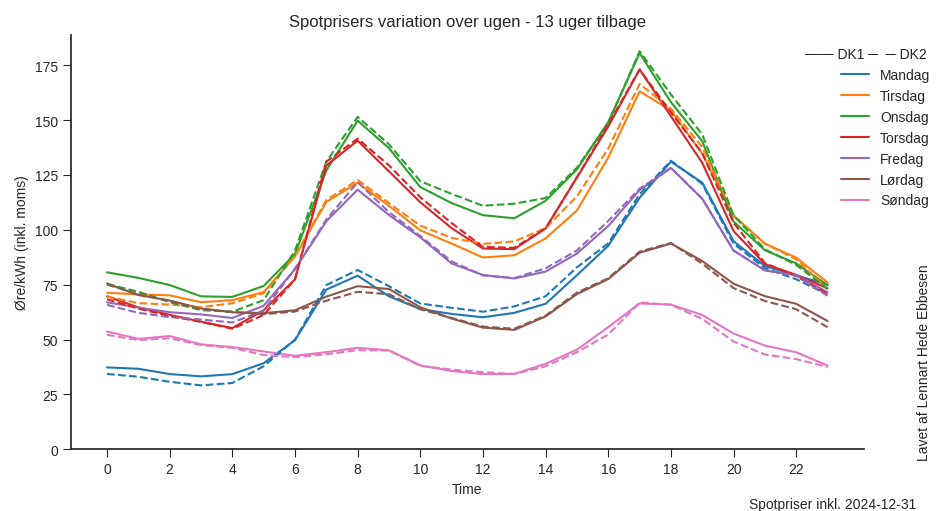 Spotprisers variation over ugen - 13 uger tilbage
DK1 DK2
Mandag
Tirsdag
Onsdag
Torsdag
Fredag
Lørdag
Søndag
Øre/kWh (inkl. moms)
175
150
125
100
75
50
25
0
0 2 4 6 8 10 12 14 16 18 20 22
Time
Lavet af Lennart Hede Ebbesen
Spotpriser inkl. 2024-12-31